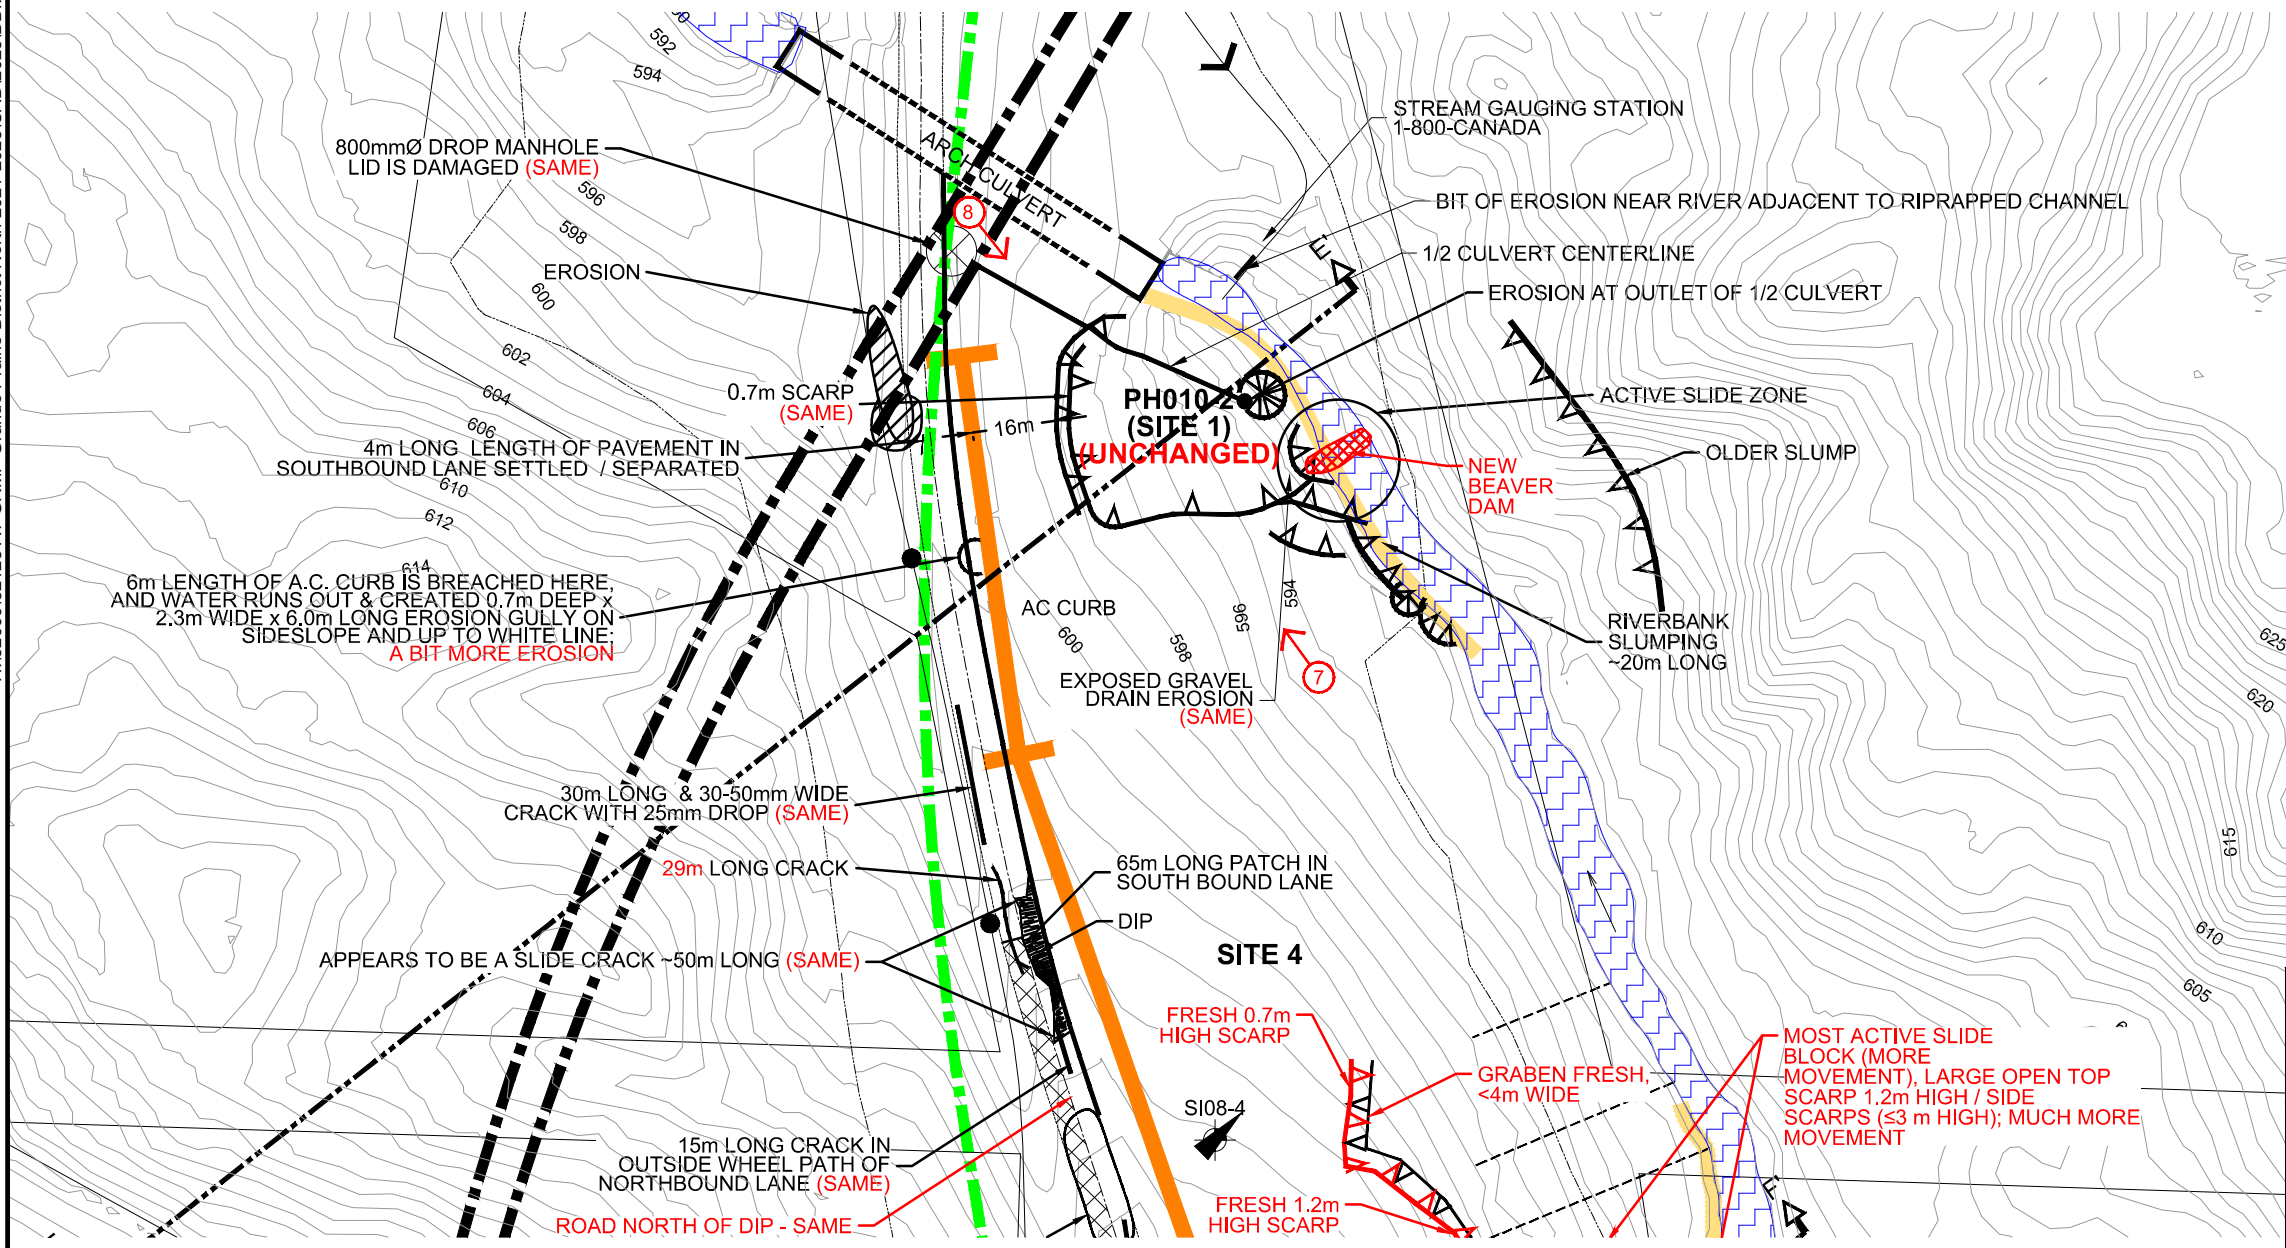 592
594
596
598
600
602
604
606
610
612
614
800mmØ DROP MANHOLE
LID IS DAMAGED (SAME)
EROSION
ARCH CULVERT
8
STREAM GAUGING STATION
1-800-CANADA
BIT OF EROSION NEAR RIVER ADJACENT TO RIPRAPPED CHANNEL
1/2 CULVERT CENTERLINE
EROSION AT OUTLET OF 1/2 CULVERT
E'
0.7m SCARP
(SAME)
16m
PH010-2
(SITE 1)
(UNCHANGED)
ACTIVE SLIDE ZONE
OLDER SLUMP
NEW
BEAVER
DAM
4m LONG LENGTH OF PAVEMENT IN
SOUTHBOUND LANE SETTLED / SEPARATED
6m LENGTH OF A.C. CURB IS BREACHED HERE,
AND WATER RUNS OUT & CREATED 0.7m DEEP x
2.3m WIDE x 6.0m LONG EROSION GULLY ON
SIDESLOPE AND UP TO WHITE LINE;
A BIT MORE EROSION
AC CURB
600
598
596
594
RIVERBANK
SLUMPING
~20m LONG
EXPOSED GRAVEL
DRAIN EROSION
(SAME)
7
625
620
615
610
605
30m LONG & 30-50mm WIDE
CRACK WITH 25mm DROP (SAME)
29m LONG CRACK
65m LONG PATCH IN
SOUTH BOUND LANE
DIP
APPEARS TO BE A SLIDE CRACK ~50m LONG (SAME)
SITE 4
FRESH 0.7m
HIGH SCARP
GRABEN FRESH,
<4m WIDE
MOST ACTIVE SLIDE
BLOCK (MORE
MOVEMENT), LARGE OPEN TOP
SCARP 1.2m HIGH / SIDE
SCARPS (≤3 m HIGH); MUCH MORE
MOVEMENT
SI08-4
15m LONG CRACK IN
OUTSIDE WHEEL PATH OF
NORTHBOUND LANE (SAME)
ROAD NORTH OF DIP - SAME
FRESH 1.2m
HIGH SCARP